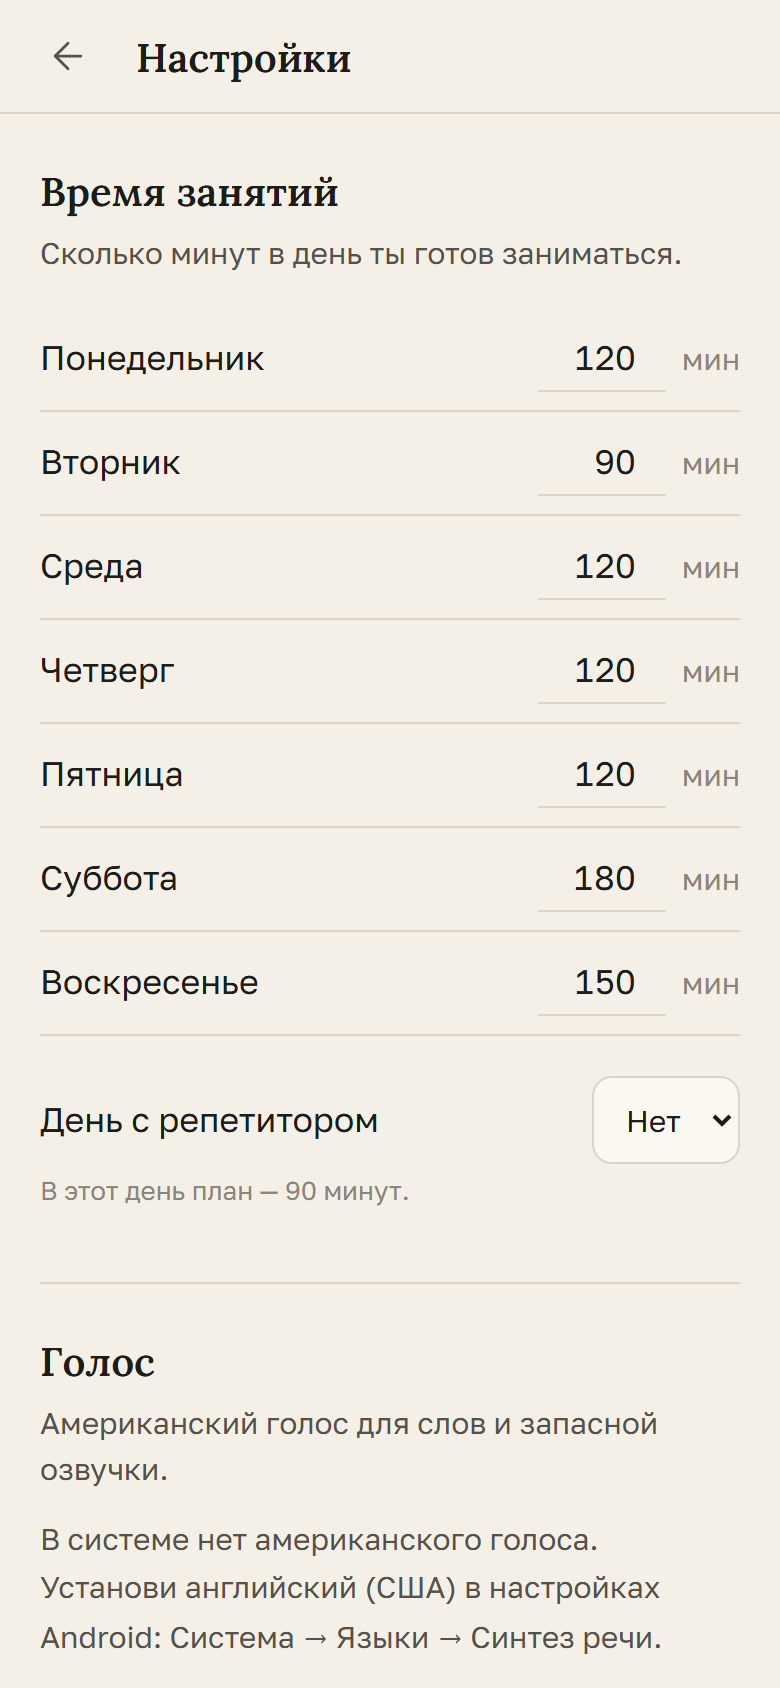 Настройки
Время занятий
Сколько минут в день ты готов заниматься.
Понедельник 120 мин
Вторник 90 мин
Среда 120 мин
Четверг 120 мин
Пятница 120 мин
Суббота 180 мин
Воскресенье 150 мин
День с репетитором Нет
В этот день план — 90 минут.
Голос
Американский голос для слов и запасной
озвучки.
В системе нет американского голоса.
Установи английский (США) в настройках
Android: Система → Языки → Синтез речи.